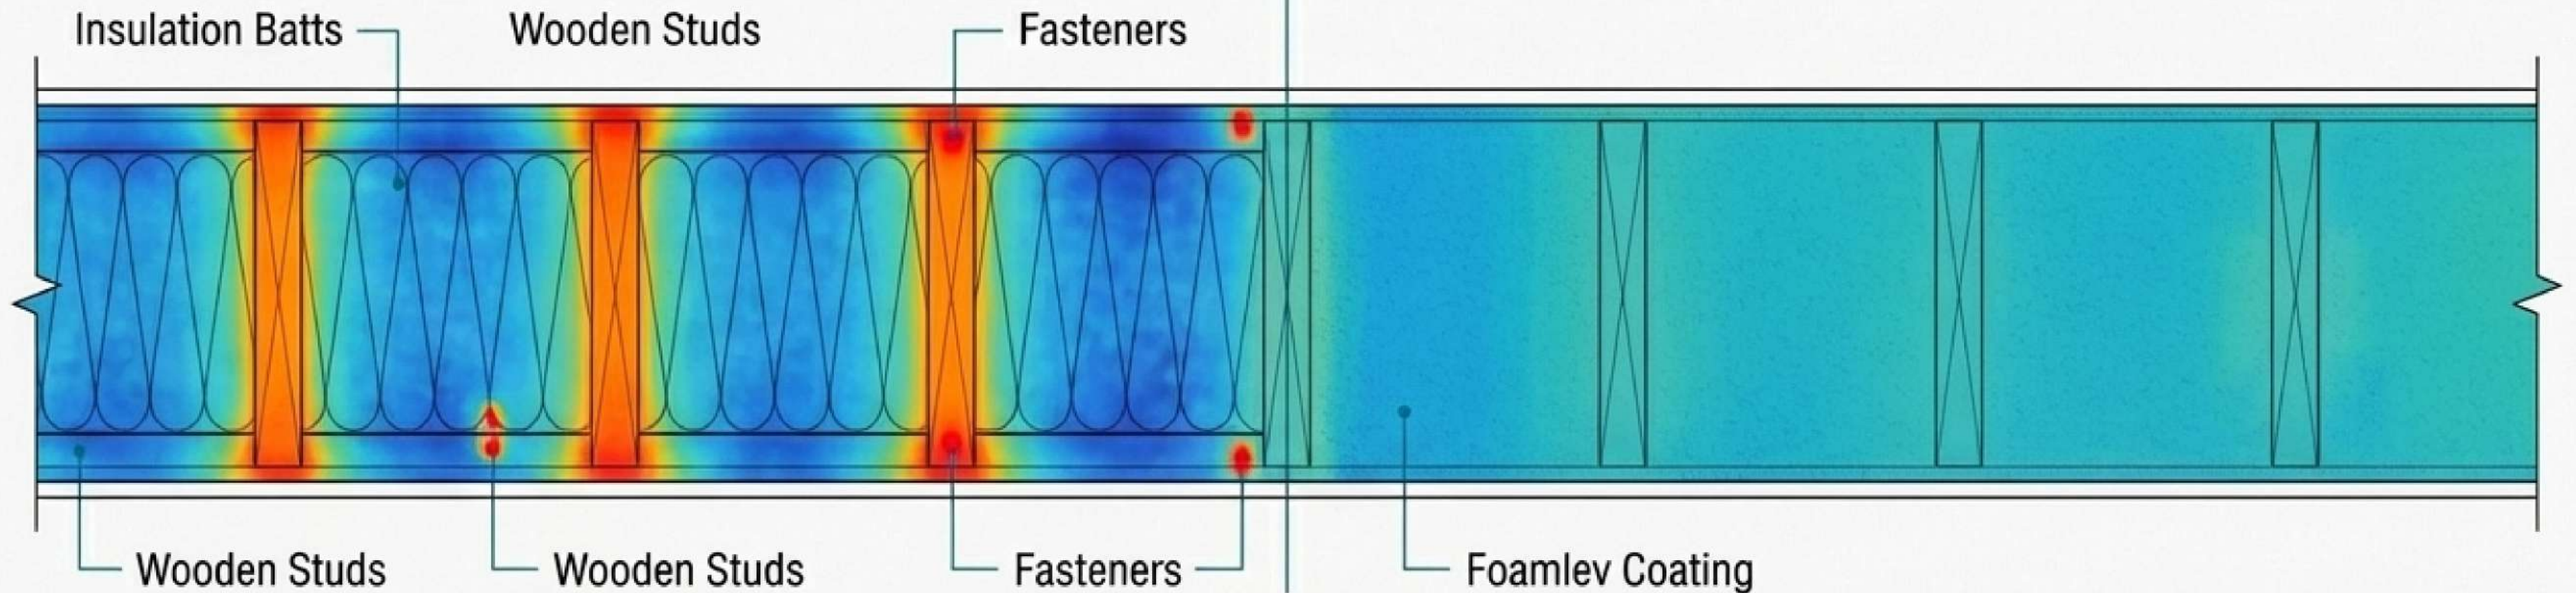 Insulation Batts
Wooden Studs
Fasteners
Wooden Studs
Wooden Studs
Fasteners
Foamlev Coating